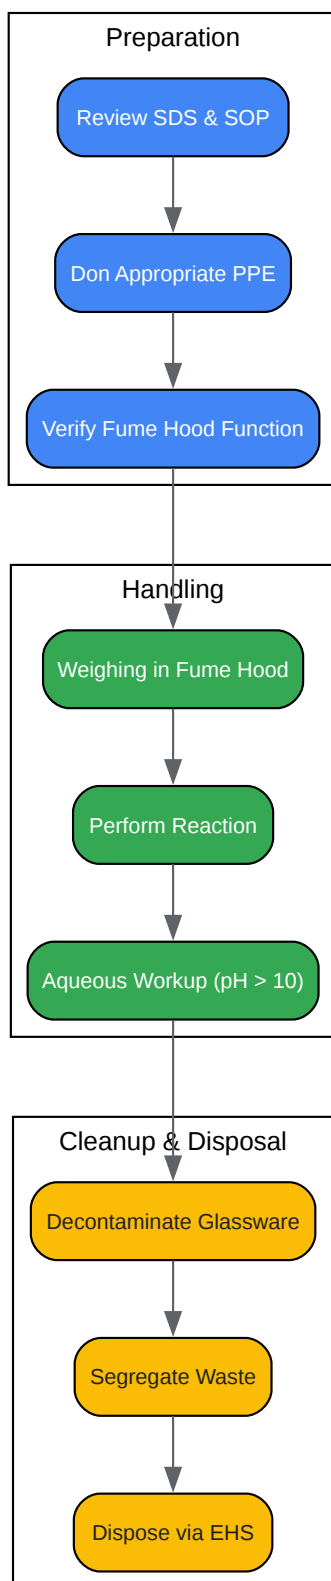 Preparation
Review SDS & SOP
Don Appropriate PPE
Verify Fume Hood Function
Handling
Weighing in Fume Hood
Perform Reaction
Aqueous Workup (pH > 10)
Cleanup & Disposal
Decontaminate Glassware
Segregate Waste
Dispose via EHS